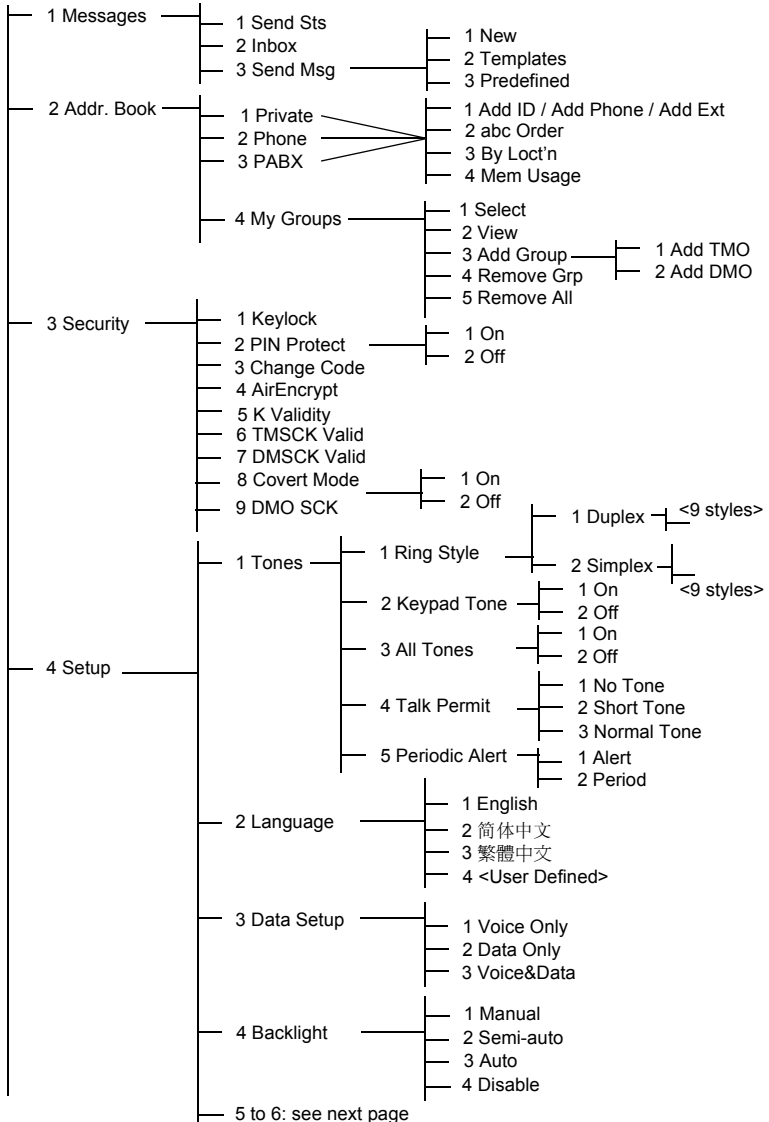 1 Messages
1 Send Sts
2 Inbox
3 Send Msg
1 New
2 Templates
3 Predefined
2 Addr. Book
1 Private
2 Phone
3 PABX
1 Add ID / Add Phone / Add Ext
2 abc Order
3 By Loct'n
4 Mem Usage
4 My Groups
1 Select
2 View
3 Add Group
4 Remove Grp
5 Remove All
1 Add TMO
2 Add DMO
3 Security
1 Keylock
2 PIN Protect
3 Change Code
4 AirEncrypt
5 K Validity
6 TMSCK Valid
7 DMSCK Valid
8 Covert Mode
9 DMO SCK
1 On
2 Off
1 On
2 Off
4 Setup
1 Tones
1 Ring Style
1 Duplex
<9 styles>
2 Simplex
<9 styles>
2 Keypad Tone
1 On
2 Off
3 All Tones
1 On
2 Off
4 Talk Permit
1 No Tone
2 Short Tone
3 Normal Tone
5 Periodic Alert
1 Alert
2 Period
2 Language
1 English
2 简体中文
3 繁體中文
4 <User Defined>
3 Data Setup
1 Voice Only
2 Data Only
3 Voice&Data
4 Backlight
1 Manual
2 Semi-auto
3 Auto
4 Disable
5 to 6: see next page